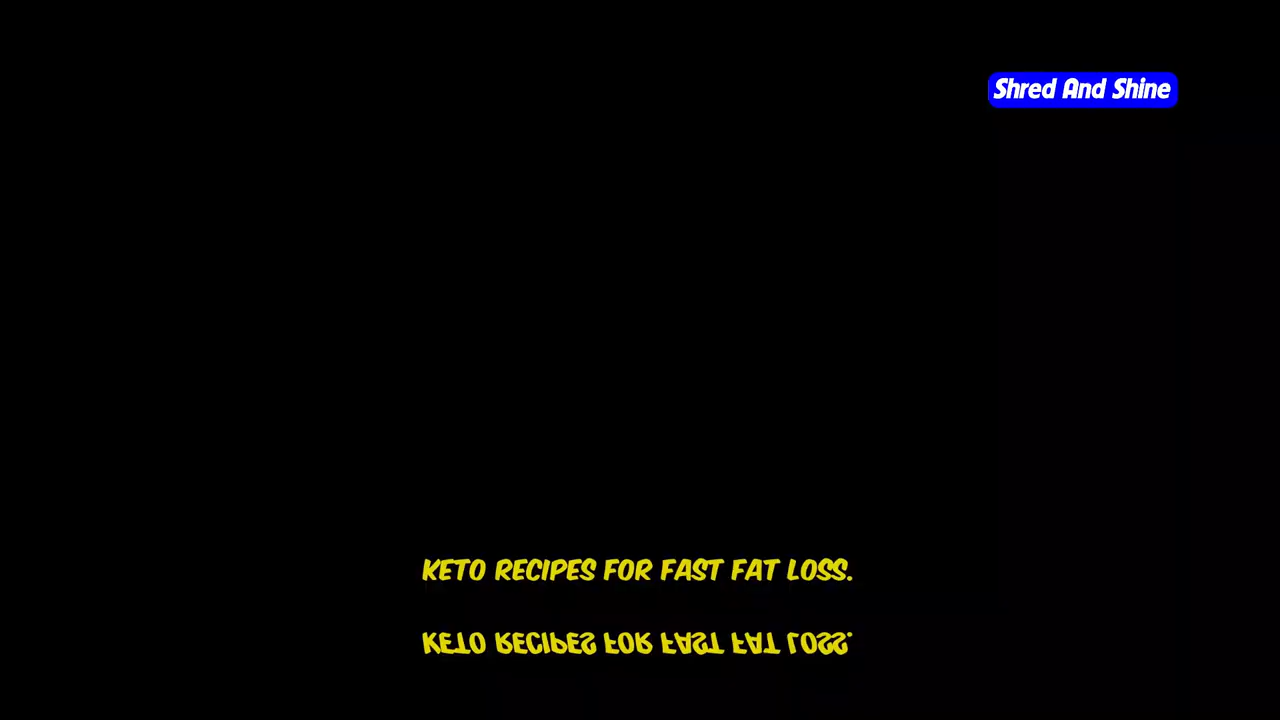 Shred And Shine
KETO RECIPES FOR FAST FAT LOSS.
KETO RECIPES FOR FAST FAT LOSS.